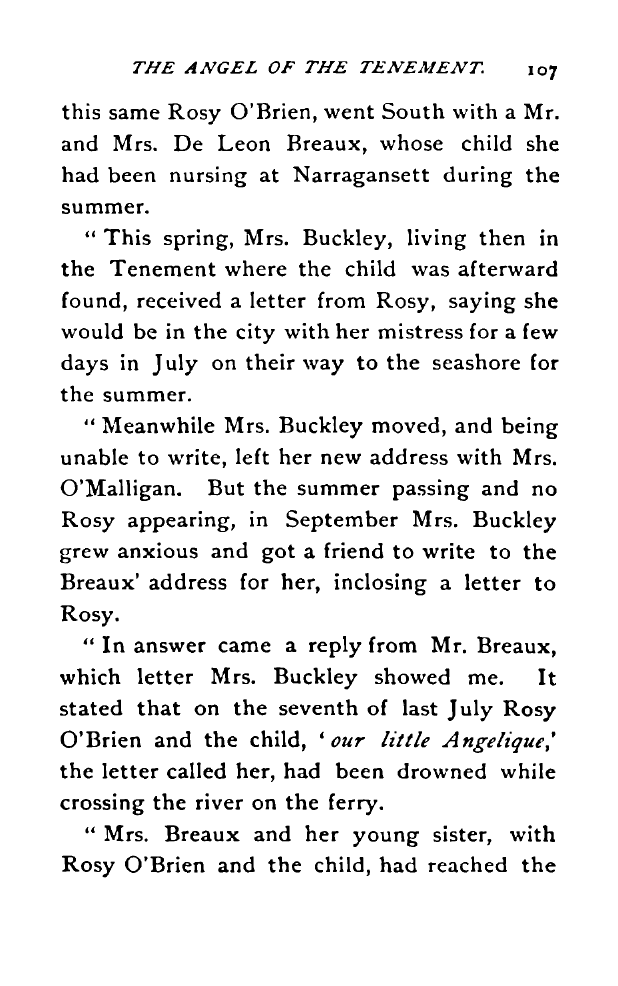 THE ANGEL OF THE TENEMENT. 107
this same Rosy O'Brien, went South with a Mr.
and Mrs. De Leon Breaux, whose child she
had been nursing at Narragansett during the
summer.
“ This spring, Mrs. Buckley, living then in
the Tenement where the child was afterward
found, received a letter from Rosy, saying she
would be in the city with her mistress for a few
days in July on their way to the seashore for
the summer.
“ Meanwhile Mrs. Buckley moved, and being
unable to write, left her new address with Mrs.
O'Malligan. But the summer passing and no
Rosy appearing, in September Mrs. Buckley
grew anxious and got a friend to write to the
Breaux' address for her, inclosing a letter to
Rosy.
“ In answer came a reply from Mr. Breaux,
which letter Mrs. Buckley showed me. It
stated that on the seventh of last July Rosy
O'Brien and the child, ‘ our little Angelique,’
the letter called her, had been drowned while
crossing the river on the ferry.
“ Mrs. Breaux and her young sister, with
Rosy O'Brien and the child, had reached the